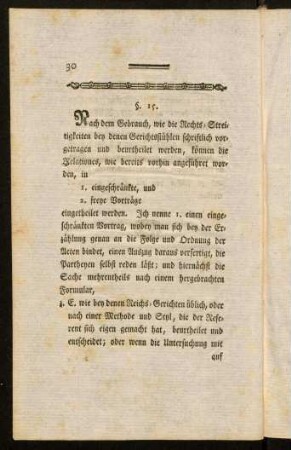 30
§. 15.
Nach dem Gebrauch, wie die Rechts-Strei-
tigkeiten bey denen Gerichtsstühlen schriftlich vor-
getragen und beurtheilet werden, können die
Relationes, wie bereits vorhin angeführet wor-
den, in
1. eingeschränkte, und
2. freye Vorträge
eingetheilet werden. Ich nenne 1. einen einge-
schränkten Vortrag, wobey man sich bey der Er-
zählung genau an die Folge und Ordnung der
Acten bindet, einen Auszug daraus verfertigt, die
Partheyen selbst reden läßt; und hiernächst die
Sache mehrentheils nach einem hergebrachten
Formular,
z. E. wie bey denen Reichs-Gerichten üblich, oder
nach einer Methode und Styl, die der Refe-
rent sich eigen gemacht hat, beurtheilet und
entscheidet; oder wenn die Untersuchung mit
auf